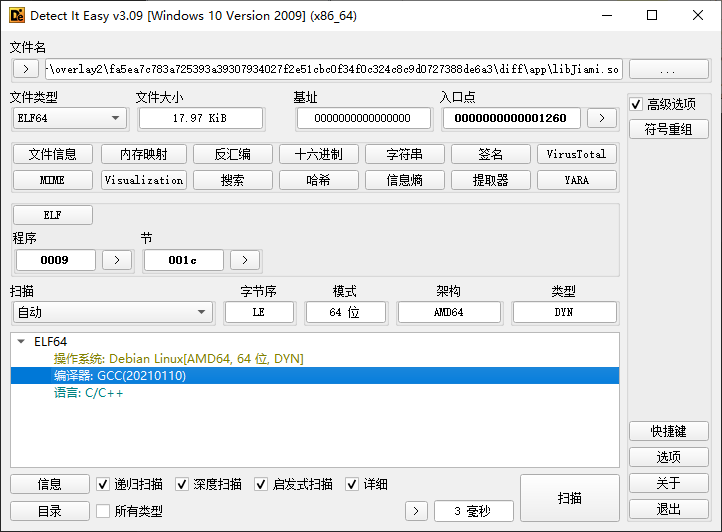 Detect It Easy v3.09 [Windows 10 Version 2009] (x86_64)
文件名
> \overlay2\fa5ea7c783a725393a39307934027f2e51cbc0f34f0c324c8c9d0727388de6a3\diff\app\libJiami.so ...
文件类型 文件大小 基址 入口点
ELF64 17.97 KiB 0000000000000000 0000000000001260 >
高级选项
文件信息 内存映射 反汇编 十六进制 字符串 签名 VirusTotal
符号重组
MIME Visualization 搜索 哈希 信息熵 提取器 YARA
ELF
程序 节
0009 > 001c >
扫描 字节序 模式 架构 类型
自动 LE 64 位 AMD64 DYN
ELF64
操作系统: Debian Linux[AMD64, 64 位, DYN]
编译器: GCC(20210110)
语言: C/C++
快捷键
选项
信息 递归扫描 深度扫描 启发式扫描 详细 扫描
关于
目录 所有类型 > 3 毫秒
退出